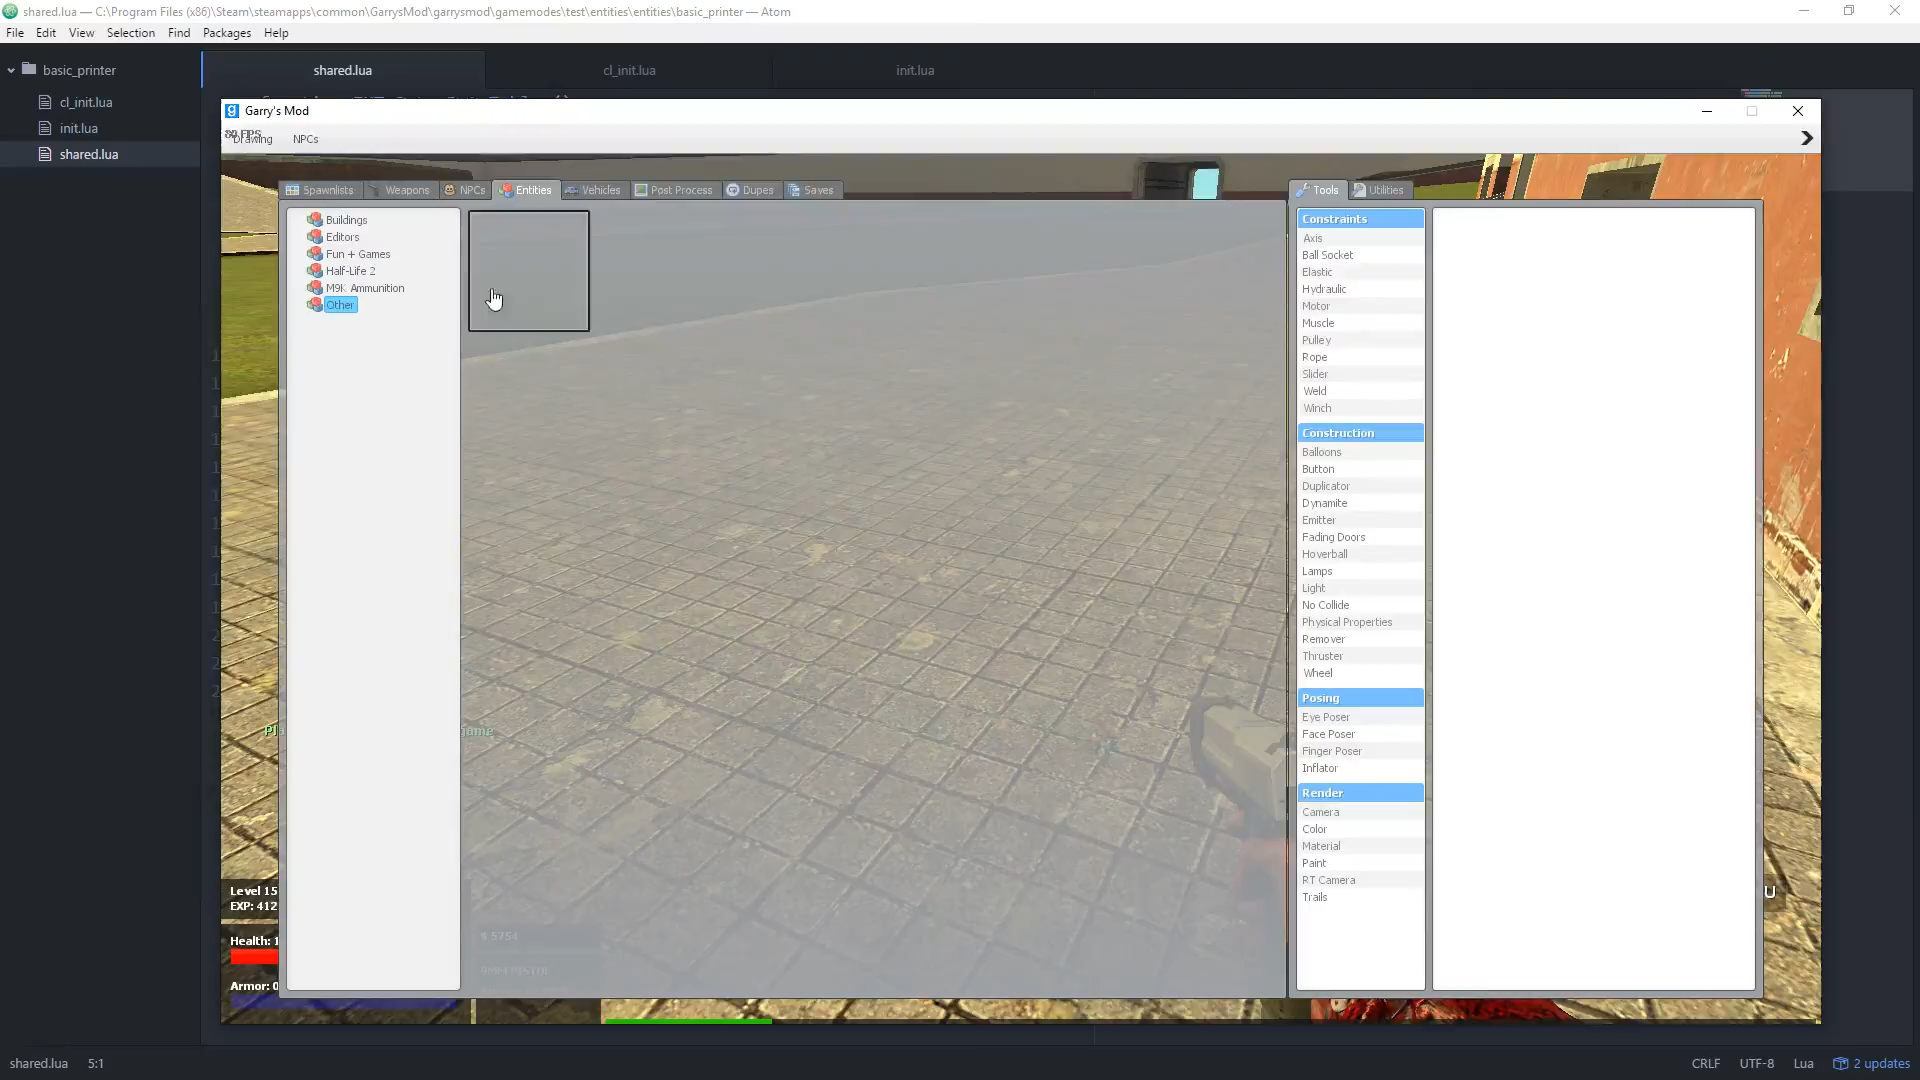 shared.lua — C:\Program Files (x86)\Steam\steamapps\common\GarrysMod\garrysmod\gamemodes\test\entities\entities\basic_printer — Atom
File Edit View Selection Find Packages Help
basic_printer
cl_init.lua
init.lua
shared.lua
shared.lua cl_init.lua init.lua
Garry's Mod
Drawing NPCs
Spawnlists Weapons NPCs Entities Vehicles Post Process Dupes Saves
Buildings
Editors
Fun + Games
Half-Life 2
M9K Ammunition
Other
Tools Utilities
Constraints
Axis
Ball Socket
Elastic
Hydraulic
Motor
Muscle
Pulley
Rope
Slider
Weld
Winch
Construction
Balloons
Button
Duplicator
Dynamite
Emitter
Fading Doors
Hoverball
Lamps
Light
No Collide
Physical Properties
Remover
Thruster
Wheel
Posing
Eye Poser
Face Poser
Finger Poser
Inflator
Render
Camera
Color
Material
Paint
RT Camera
Trails
Level 15
EXP: 412
Health: 1
Armor: 0
U
shared.lua 5:1
CRLF UTF-8 Lua 2 updates